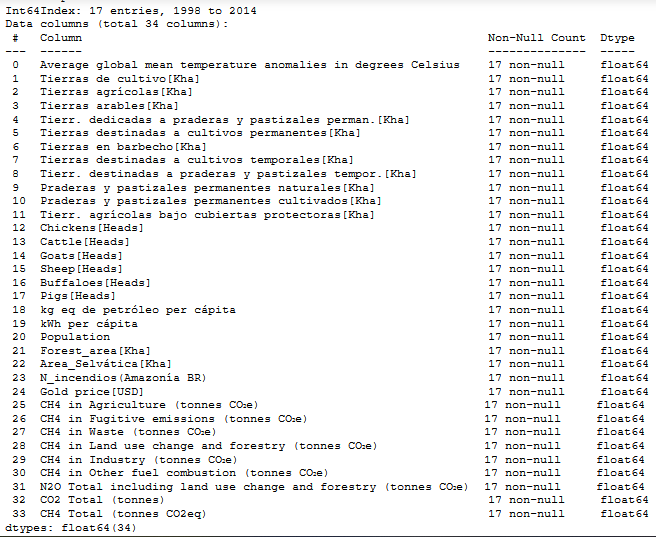 Int64Index: 17 entries, 1998 to 2014
Data columns (total 34 columns):
 #   Column                                                           Non-Null Count  Dtype
---  ------                                                           --------------  -----
 0   Average global mean temperature anomalies in degrees Celsius     17 non-null     float64
 1   Tierras de cultivo[Kha]                                          17 non-null     float64
 2   Tierras agrícolas[Kha]                                           17 non-null     float64
 3   Tierras arables[Kha]                                             17 non-null     float64
 4   Tierr. dedicadas a praderas y pastizales perman.[Kha]            17 non-null     float64
 5   Tierras destinadas a cultivos permanentes[Kha]                   17 non-null     float64
 6   Tierras en barbecho[Kha]                                         17 non-null     float64
 7   Tierras destinadas a cultivos temporales[Kha]                    17 non-null     float64
 8   Tierr. destinadas a praderas y pastizales tempor.[Kha]           17 non-null     float64
 9   Praderas y pastizales permanentes naturales[Kha]                 17 non-null     float64
 10  Praderas y pastizales permanentes cultivados[Kha]                17 non-null     float64
 11  Tierr. agrícolas bajo cubiertas protectoras[Kha]                 17 non-null     float64
 12  Chickens[Heads]                                                  17 non-null     float64
 13  Cattle[Heads]                                                    17 non-null     float64
 14  Goats[Heads]                                                     17 non-null     float64
 15  Sheep[Heads]                                                     17 non-null     float64
 16  Buffaloes[Heads]                                                 17 non-null     float64
 17  Pigs[Heads]                                                      17 non-null     float64
 18  kg eq de petróleo per cápita                                     17 non-null     float64
 19  kWh per cápita                                                   17 non-null     float64
 20  Population                                                       17 non-null     float64
 21  Forest_area[Kha]                                                 17 non-null     float64
 22  Area_Selvática[Kha]                                              17 non-null     float64
 23  N_incendios(Amazonía BR)                                         17 non-null     float64
 24  Gold price[USD]                                                  17 non-null     float64
 25  CH4 in Agriculture (tonnes CO₂e)                                 17 non-null     float64
 26  CH4 in Fugitive emissions (tonnes CO₂e)                          17 non-null     float64
 27  CH4 in Waste (tonnes CO₂e)                                       17 non-null     float64
 28  CH4 in Land use change and forestry (tonnes CO₂e)                17 non-null     float64
 29  CH4 in Industry (tonnes CO₂e)                                    17 non-null     float64
 30  CH4 in Other fuel combustion (tonnes CO₂e)                       17 non-null     float64
 31  N2O Total including land use change and forestry (tonnes CO₂e)   17 non-null     float64
 32  CO2 Total (tonnes)                                               17 non-null     float64
 33  CH4 Total (tonnes CO2eq)                                         17 non-null     float64
dtypes: float64(34)